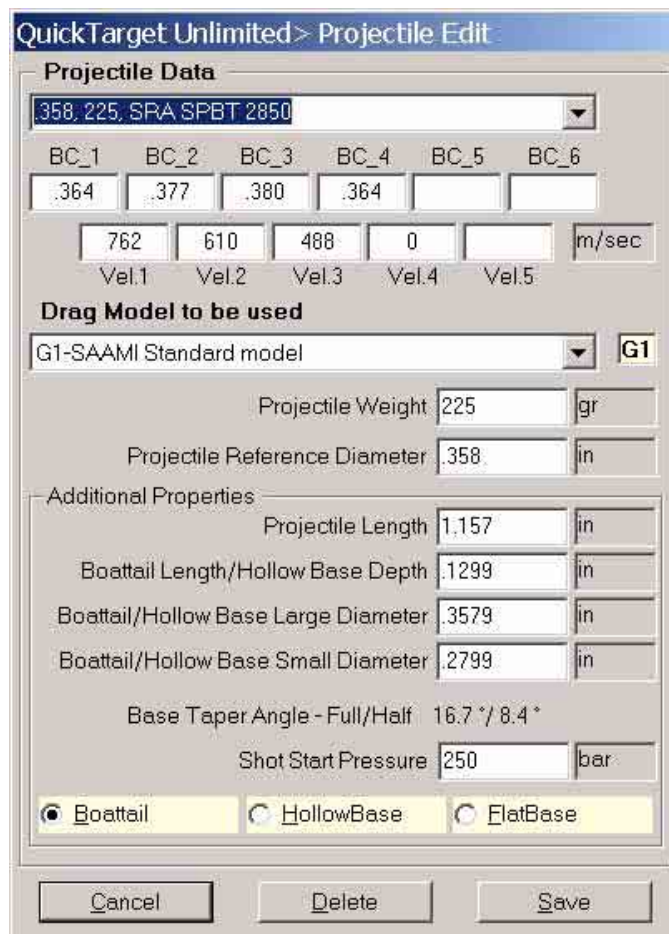 QuickTarget Unlimited> Projectile Edit
Projectile Data
.358, 225, SRA SPBT 2850
BC_1 BC_2 BC_3 BC_4 BC_5 BC_6
.364 .377 .380 .364
762 610 488 0 m/sec
Vel.1 Vel.2 Vel.3 Vel.4 Vel.5
Drag Model to be used
G1-SAAMI Standard model G1
Projectile Weight 225 gr
Projectile Reference Diameter .358 in
Additional Properties
Projectile Length 1.157 in
Boattail Length/Hollow Base Depth .1299 in
Boattail/Hollow Base Large Diameter .3579 in
Boattail/Hollow Base Small Diameter .2799 in
Base Taper Angle - Full/Half 16.7 °/ 8.4 °
Shot Start Pressure 250 bar
Boattail HollowBase FlatBase
Cancel Delete Save